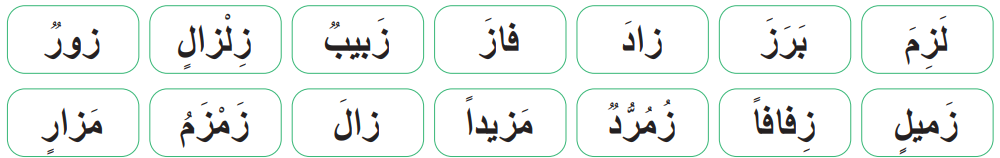 لَزِمَ بَرَزَ زادَ فازَ زَبيبٌ زِلْزالٍ زورٌ
زَميلٍ زِفافاً زُمُرُّدٌ مَزيداً زالَ زَمْزَمُ مَزارٍ